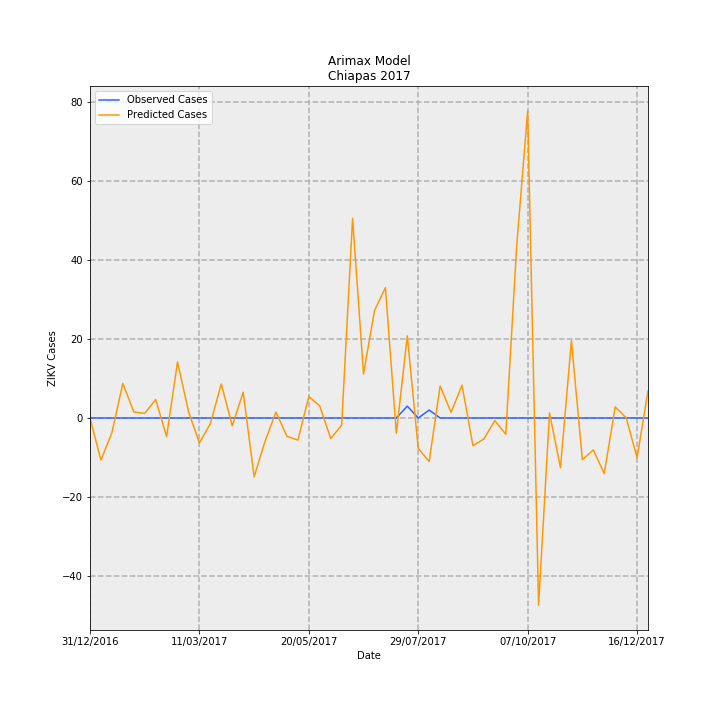 Arimax Model
Chiapas 2017
Observed Cases
Predicted Cases
80
60
40
20
0
−20
−40
ZIKV Cases
31/12/2016 11/03/2017 20/05/2017 29/07/2017 07/10/2017 16/12/2017
Date